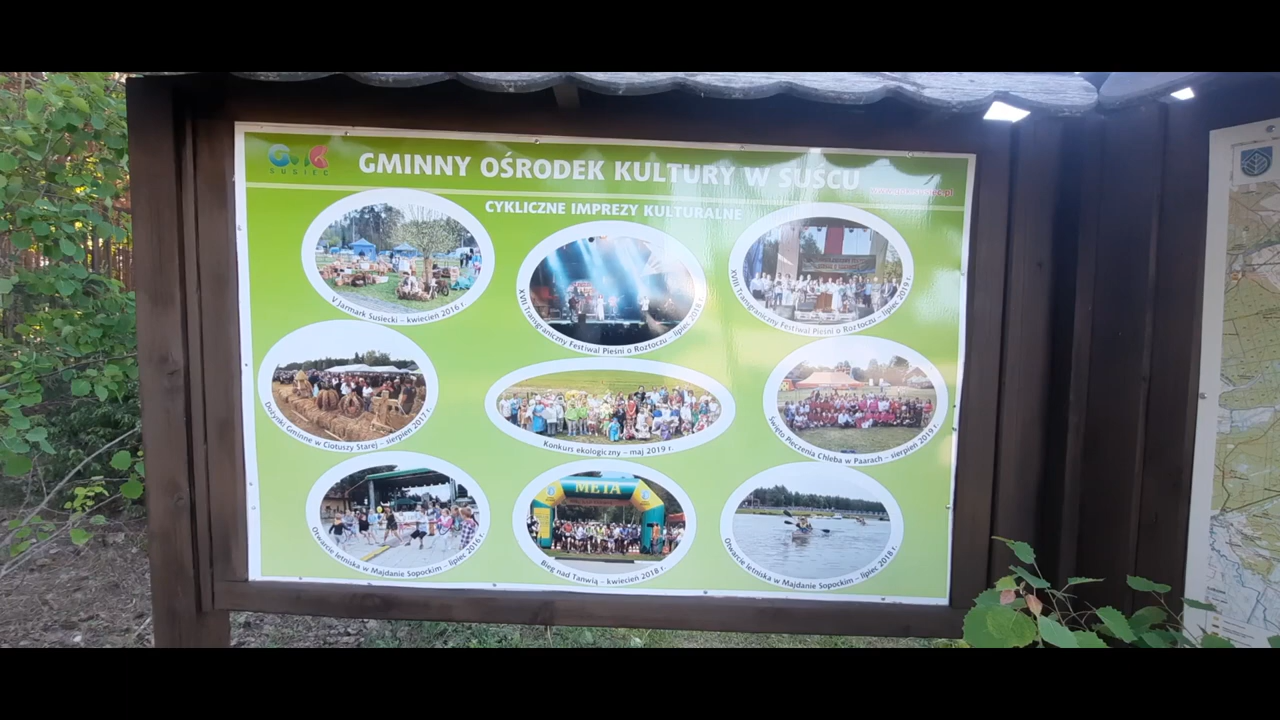 GOK
SUSIEC
GMINNY OŚRODEK KULTURY W SUŚCU
CYKLICZNE IMPREZY KULTURALNE
V Jarmark Susiecki – kwiecień 2016 r.
XVII Transgraniczny Festiwal Pieśni o Roztoczu – lipiec 2018 r.
XVIII Transgraniczny Festiwal Pieśni o Roztoczu – lipiec 2019 r.
Dożynki Gminne w Ciotuszy Starej – sierpień 2017 r.
Konkurs ekologiczny – maj 2019 r.
Święto Pieczenia Chleba w Paarach – sierpień 2019 r.
Otwarcie letniska w Majdanie Sopockim – lipiec 2016 r.
META
Bieg nad Tanwią – kwiecień 2018 r.
Otwarcie letniska w Majdanie Sopockim – lipiec 2018 r.